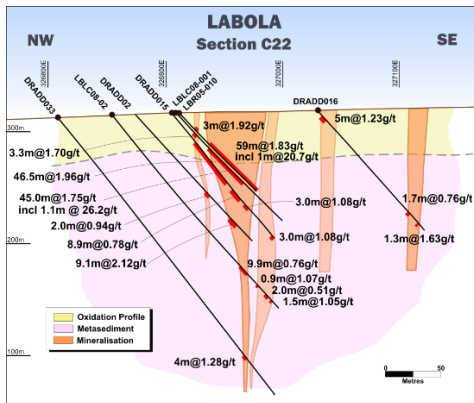 LABOLA
Section C22
NW
SE
326800E
326900E
327000E
327100E
DRADD033
LBLC08-02
DRADD02
DRADD015
LBLC08-001
LBR05-010
DRADD016
300m
200m
100m
3m@1.92g/t
5m@1.23g/t
59m@1.83g/t
incl 1m@20.7g/t
3.3m@1.70g/t
46.5m@1.96g/t
45.0m@1.75g/t
incl 1.1m @ 26.2g/t
2.0m@0.94g/t
8.9m@0.78g/t
9.1m@2.12g/t
3.0m@1.08g/t
3.0m@1.08g/t
1.7m@0.76g/t
1.3m@1.63g/t
9.9m@0.76g/t
0.9m@1.07g/t
2.0m@0.51g/t
1.5m@1.05g/t
4m@1.28g/t
Oxidation Profile
Metasediment
Mineralisation
0 50
Metres